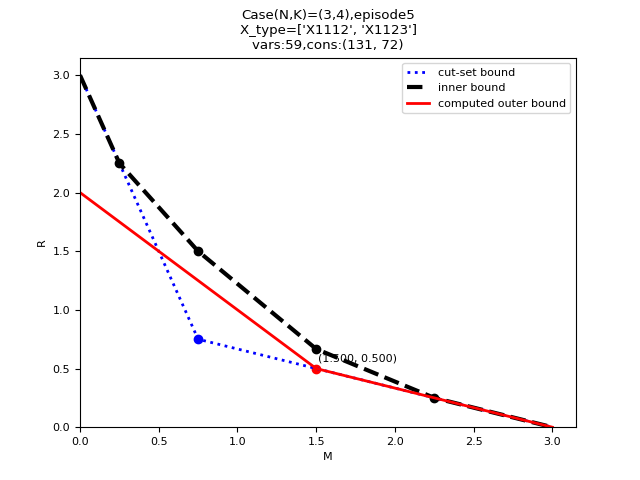 Case(N,K)=(3,4),episode5
X_type=['X1112', 'X1123']
vars:59,cons:(131, 72)
cut-set bound
inner bound
computed outer bound
3.0
2.5
2.0
1.5
1.0
0.5
0.0
R
(1.500, 0.500)
0.0 0.5 1.0 1.5 2.0 2.5 3.0
M